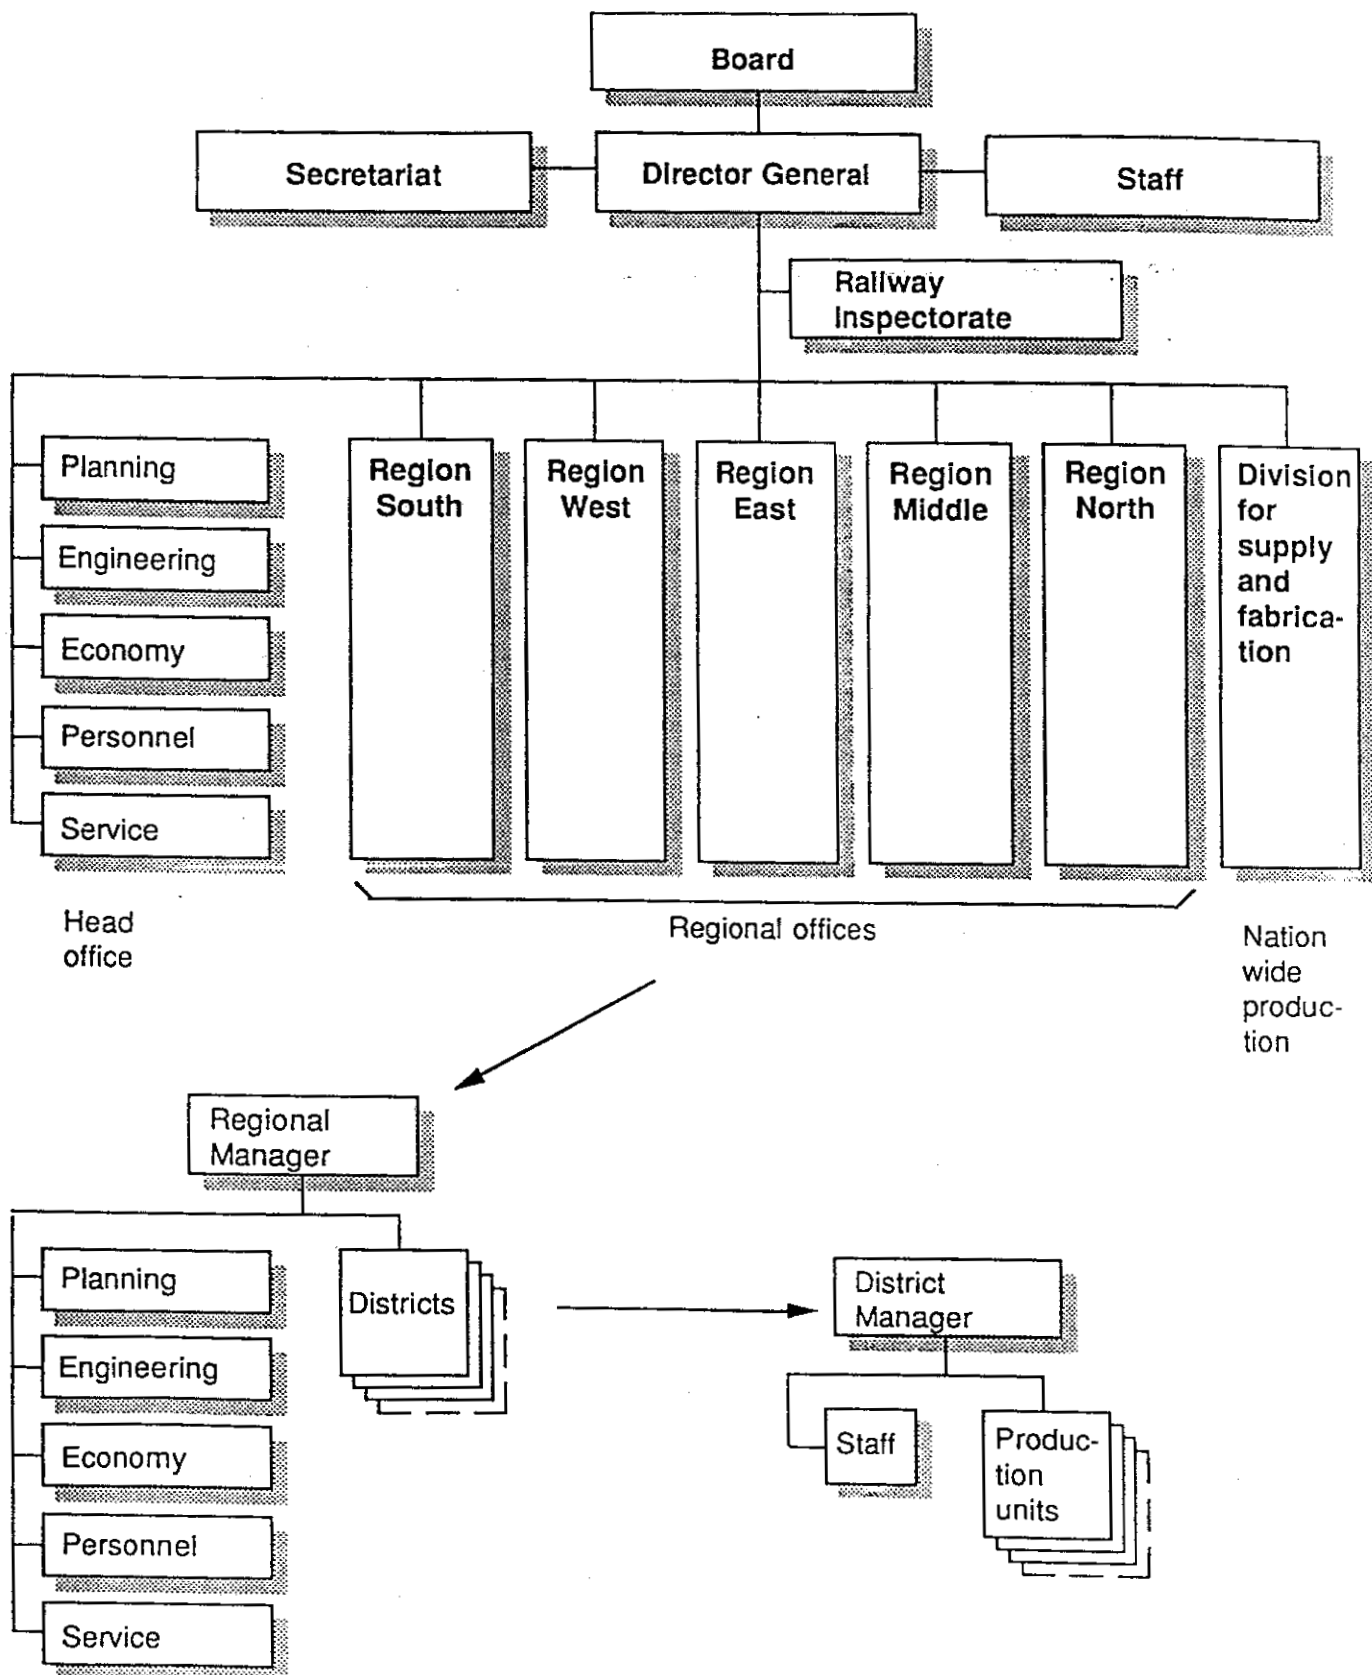 Board
Secretariat
Director General
Staff
Railway
Inspectorate
Planning
Engineering
Economy
Personnel
Service
Head
office
Region
South
Region
West
Region
East
Region
Middle
Region
North
Regional offices
Division
for
supply
and
fabrica-
tion
Nation
wide
produc-
tion
Regional
Manager
Planning
Engineering
Economy
Personnel
Service
Districts
District
Manager
Staff
Produc-
tion
units